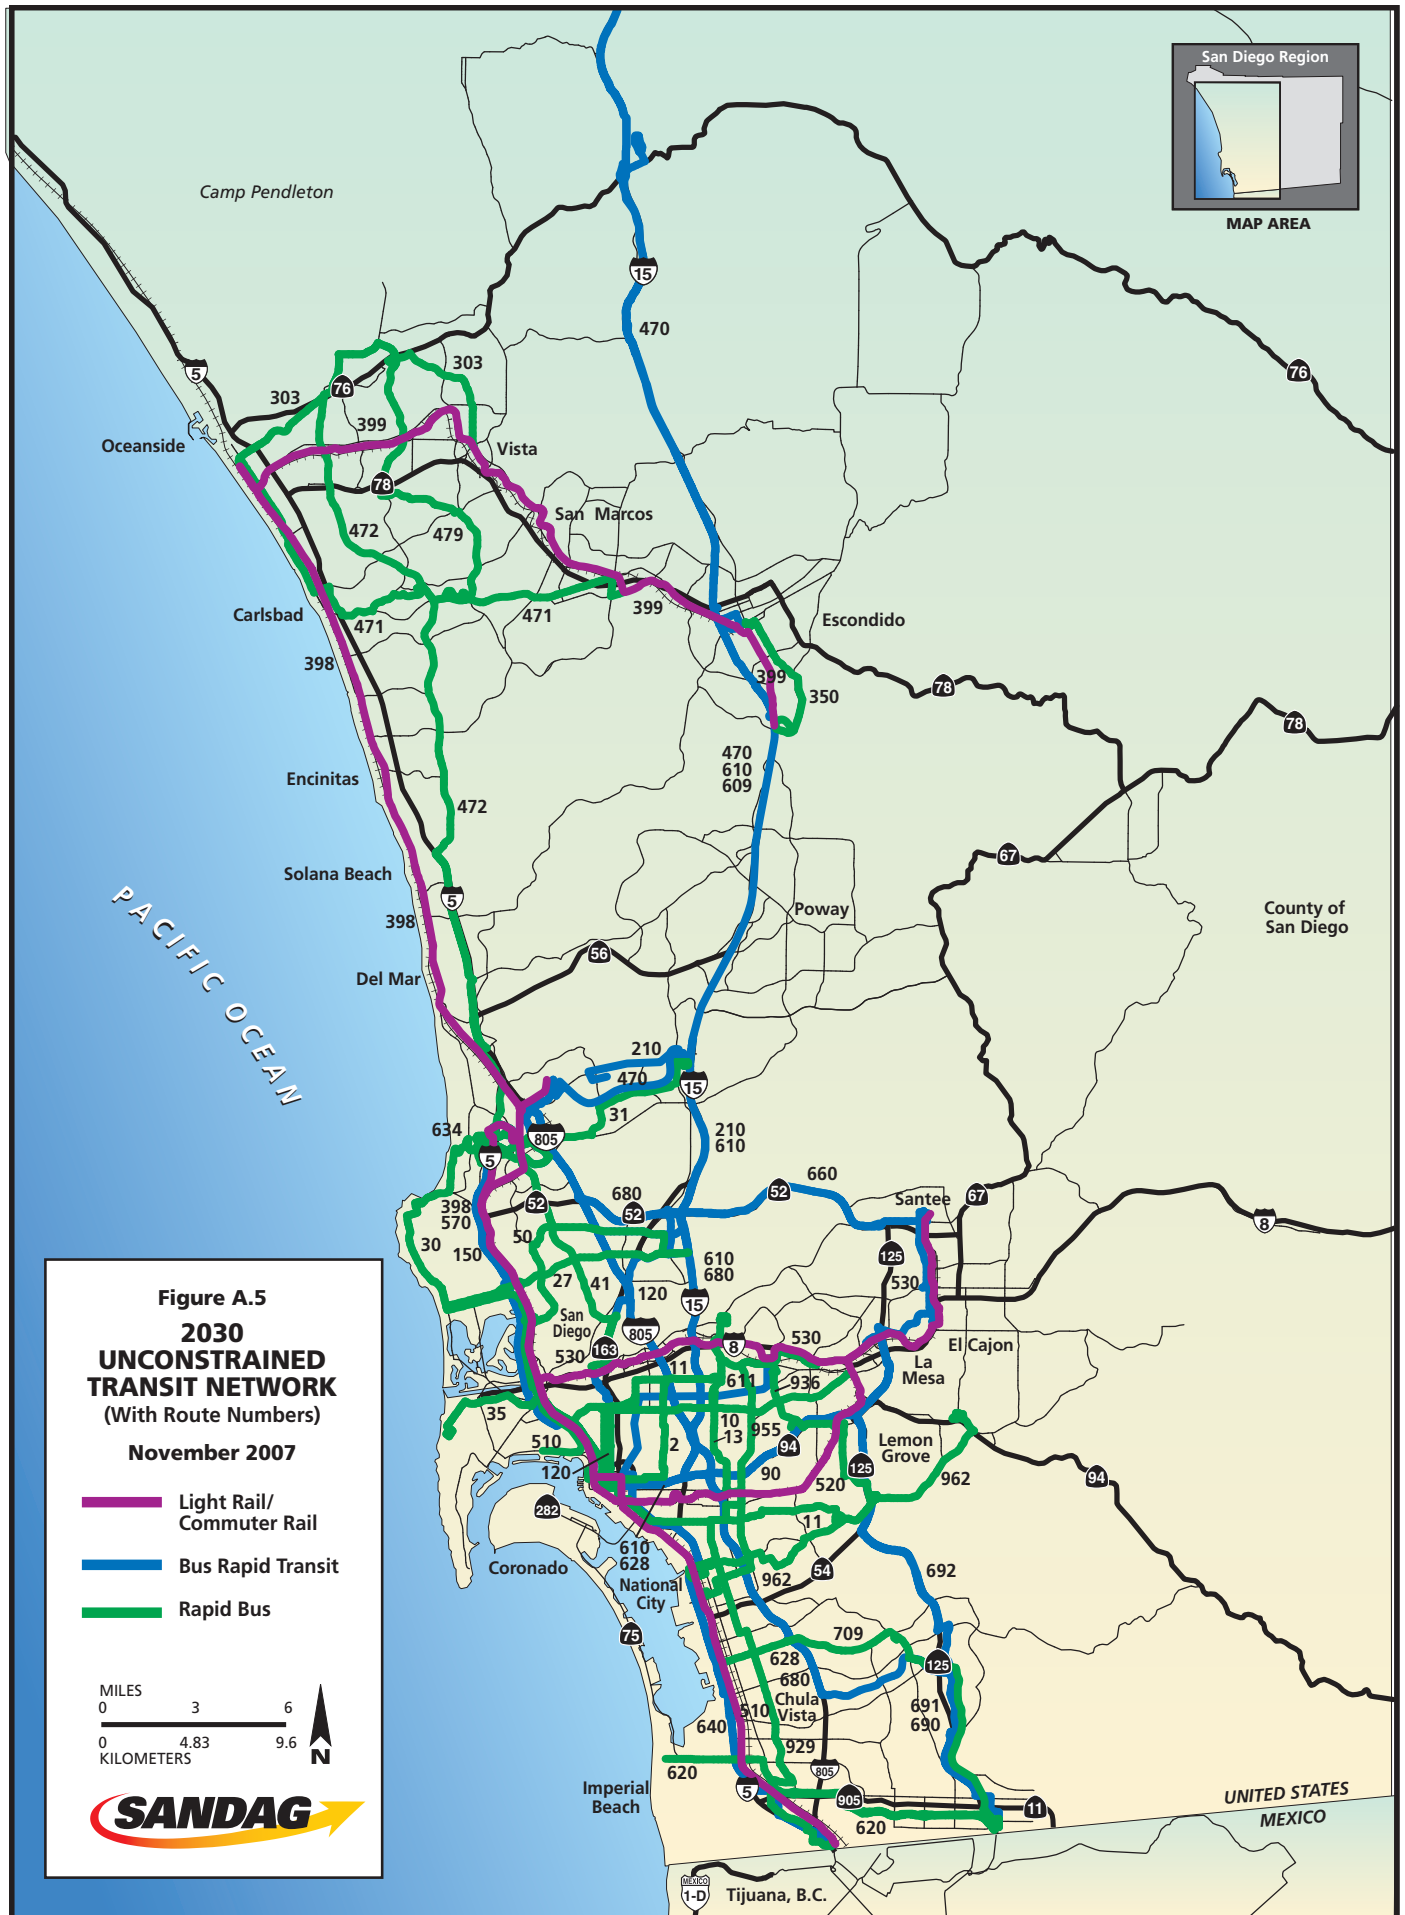 San Diego Region
MAP AREA
Camp Pendleton
15
470
5
76
303
303
76
399
Oceanside
Vista
78
San Marcos
472
479
Carlsbad
471
471
399
Escondido
398
399
350
78
78
470
610
609
Encinitas
472
67
Solana Beach
5
Poway
County of
San Diego
398
56
Del Mar
PACIFIC OCEAN
210
470
15
31
634
805
210
610
5
660
52
680
52
52
Santee
67
8
398
570
150
30
50
125
610
680
530
27
41
120
15
San
Diego
805
163
530
8
530
El Cajon
La
Mesa
11
611
936
35
10
13
955
94
510
2
Lemon
Grove
120
90
125
520
962
94
282
11
610
628
Coronado
National
City
962
54
692
75
709
628
680
125
Chula
Vista
510
691
690
640
929
620
805
Imperial
Beach
5
905
11
620
UNITED STATES
MEXICO
MEXICO
1-D
Tijuana, B.C.
Figure A.5
2030
UNCONSTRAINED
TRANSIT NETWORK
(With Route Numbers)
November 2007
Light Rail/
Commuter Rail
Bus Rapid Transit
Rapid Bus
MILES
0 3 6
0 4.83 9.6
KILOMETERS
N
SANDAG